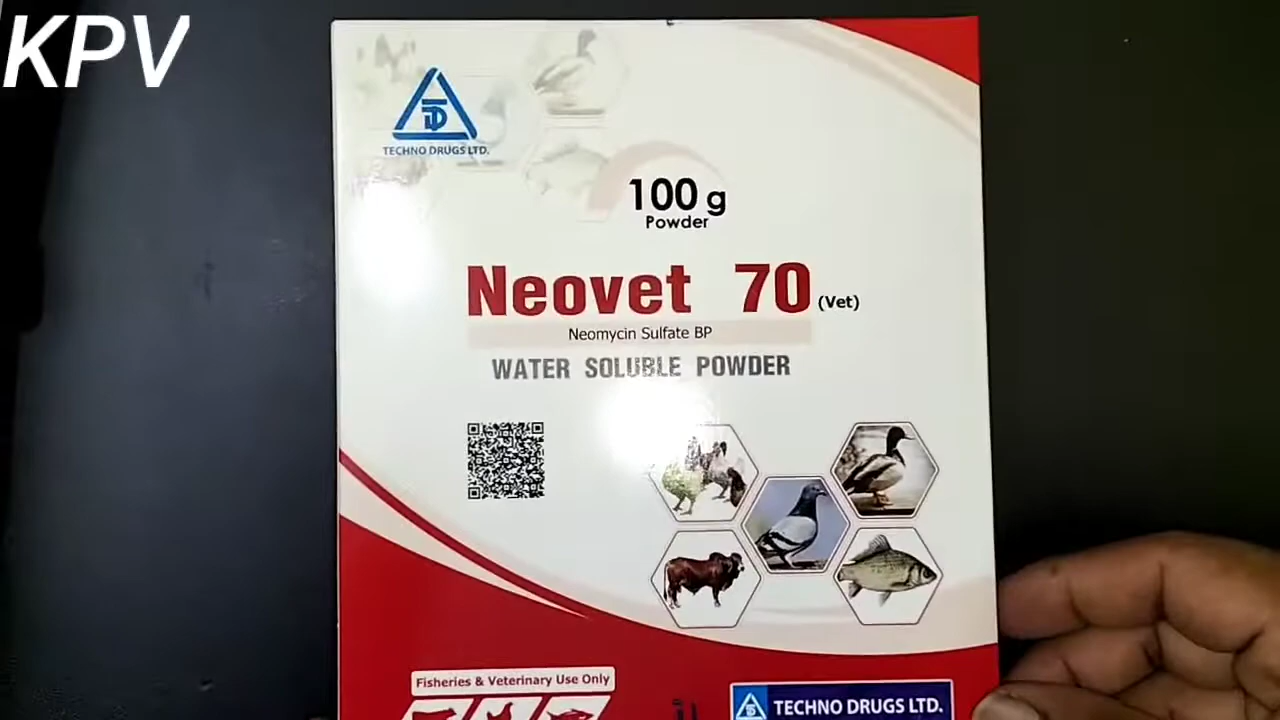 KPV
TECHNO DRUGS LTD.
100 g
Powder
Neovet 70 (Vet)
Neomycin Sulfate BP
WATER SOLUBLE POWDER
Fisheries & Veterinary Use Only
TECHNO DRUGS LTD.